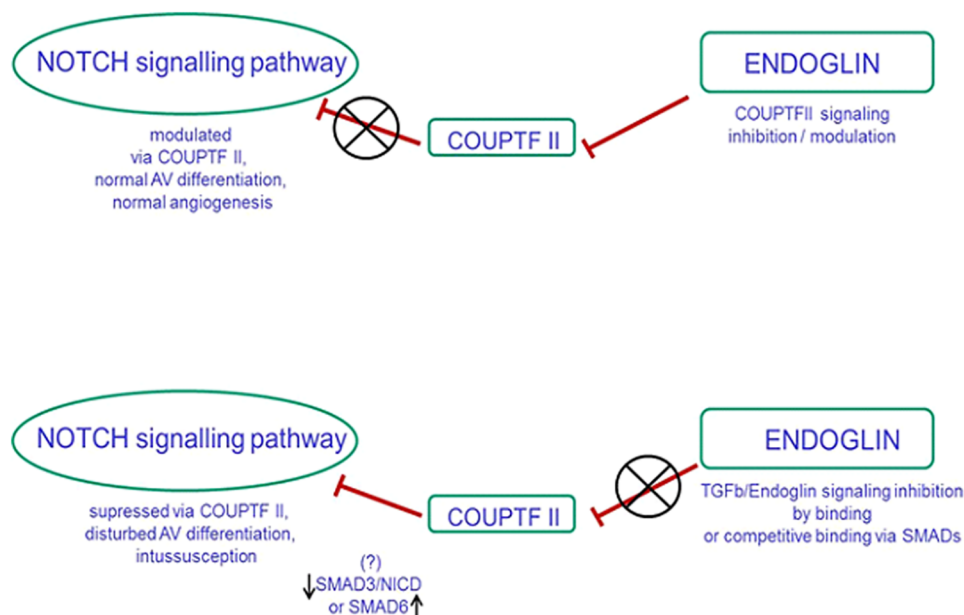 NOTCH signalling pathway
modulated
via COUPTF II,
normal AV differentiation,
normal angiogenesis
COUPTF II
ENDOGLIN
COUPTFII signaling
inhibition / modulation
NOTCH signalling pathway
supressed via COUPTF II,
disturbed AV differentiation,
intussusception
(?)
↓SMAD3/NICD
or SMAD6↑
COUPTF II
ENDOGLIN
TGFb/Endoglin signaling inhibition
by binding
or competitive binding via SMADs